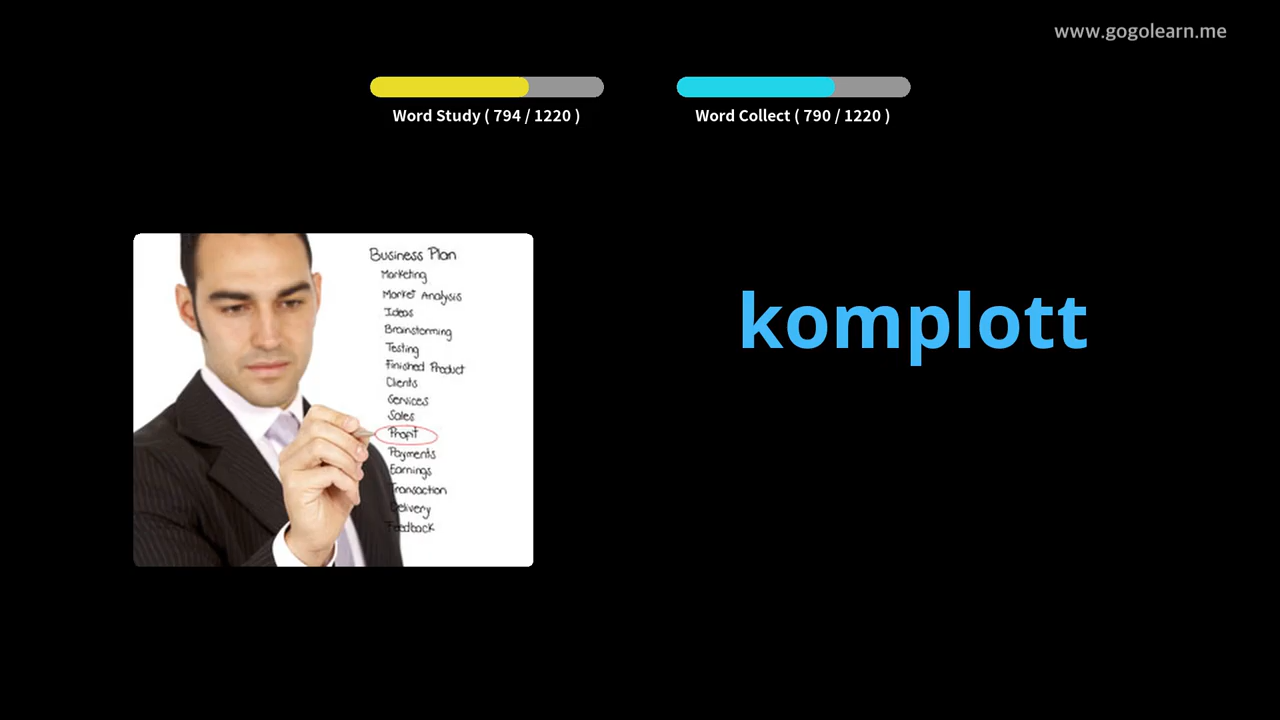 www.gogolearn.me
Word Study ( 794 / 1220 )
Word Collect ( 790 / 1220 )
Business Plan
Marketing
Market Analysis
Ideas
Brainstorming
Testing
Finished Product
Clients
Services
Sales
Profit
Payments
Earnings
Transaction
Delivery
Feedback
komplott